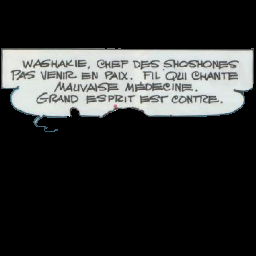 WASHAKIE, CHEF DES SHOSHONES
PAS VENIR EN PAIX. FIL QUI CHANTE
MAUVAISE MÉDECINE.
GRAND ESPRIT EST CONTRE.